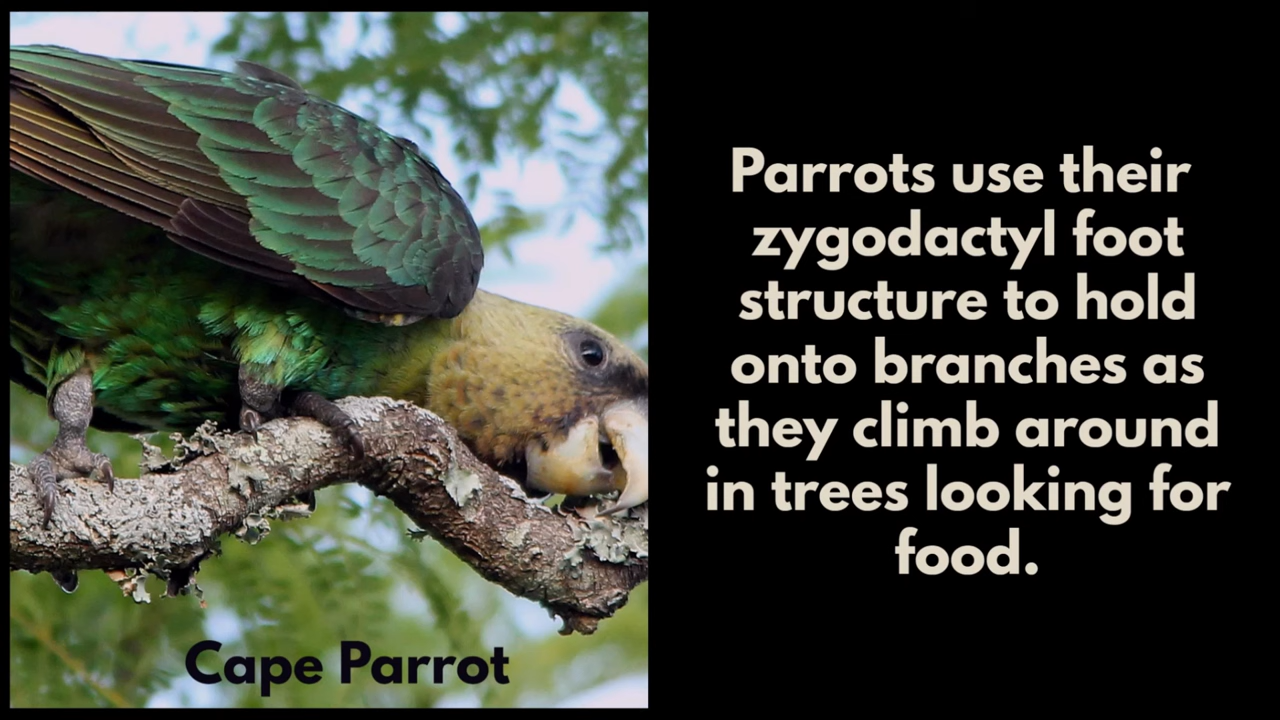 Parrots use their
zygodactyl foot
structure to hold
onto branches as
they climb around
in trees looking for
food.
Cape Parrot